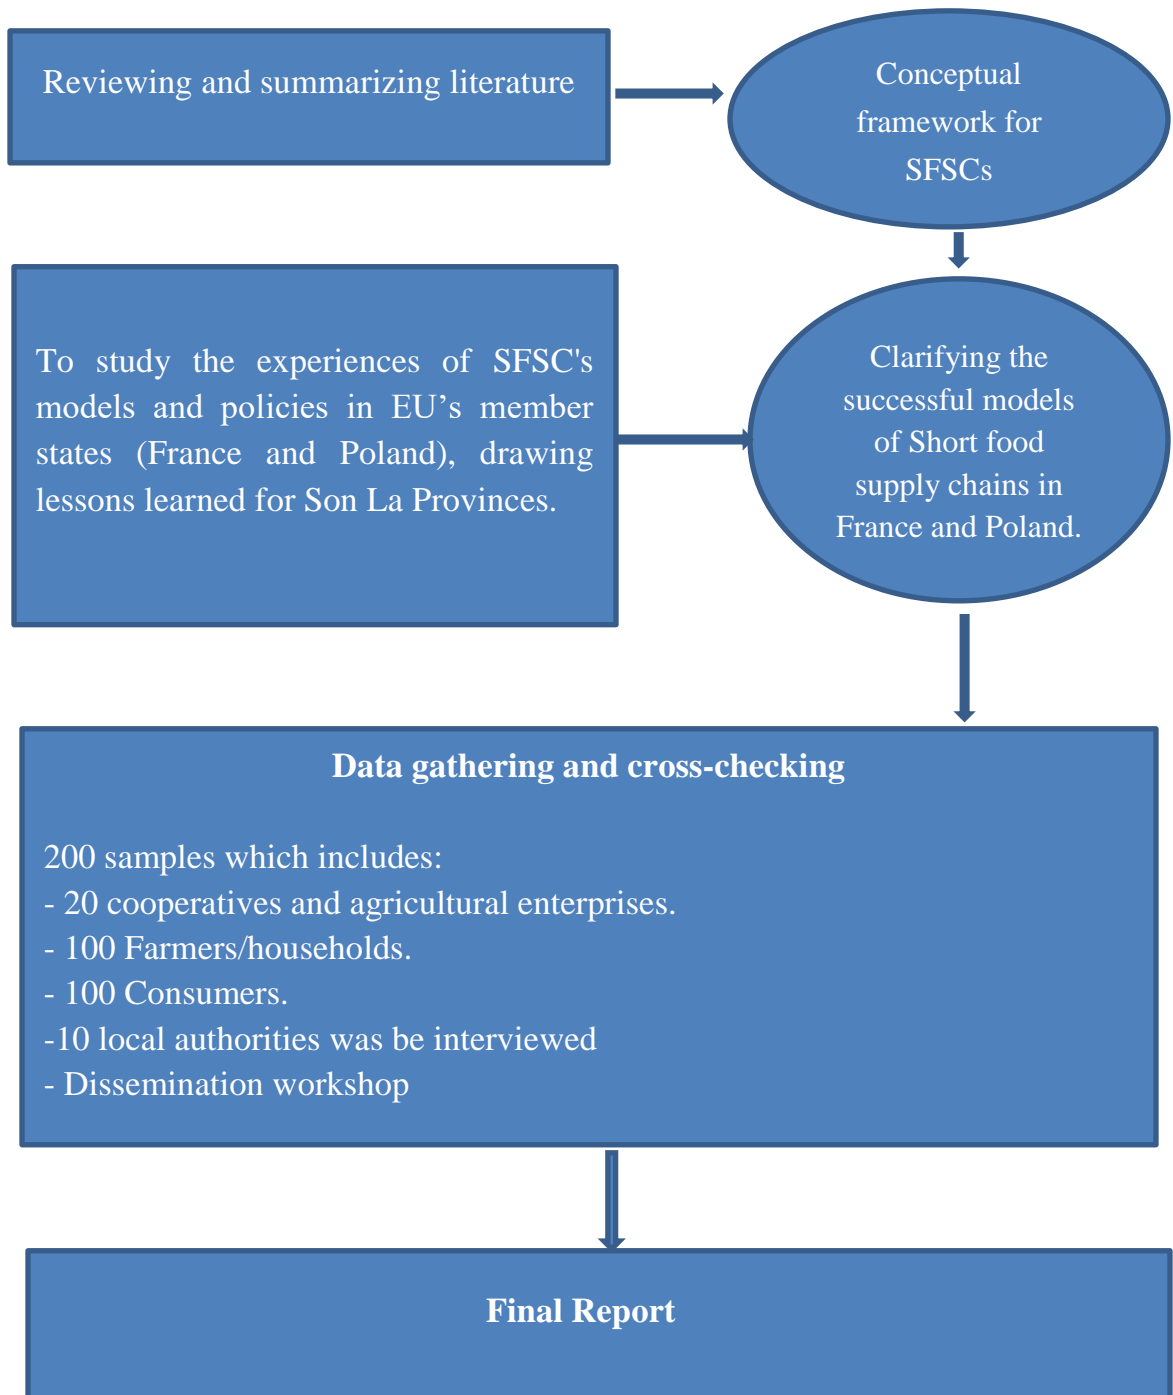 Reviewing and summarizing literature
Conceptual
framework for
SFSCs
To study the experiences of SFSC's
models and policies in EU’s member
states (France and Poland), drawing
lessons learned for Son La Provinces.
Clarifying the
successful models
of Short food
supply chains in
France and Poland.
Data gathering and cross-checking
200 samples which includes:
- 20 cooperatives and agricultural enterprises.
- 100 Farmers/households.
- 100 Consumers.
-10 local authorities was be interviewed
- Dissemination workshop
Final Report